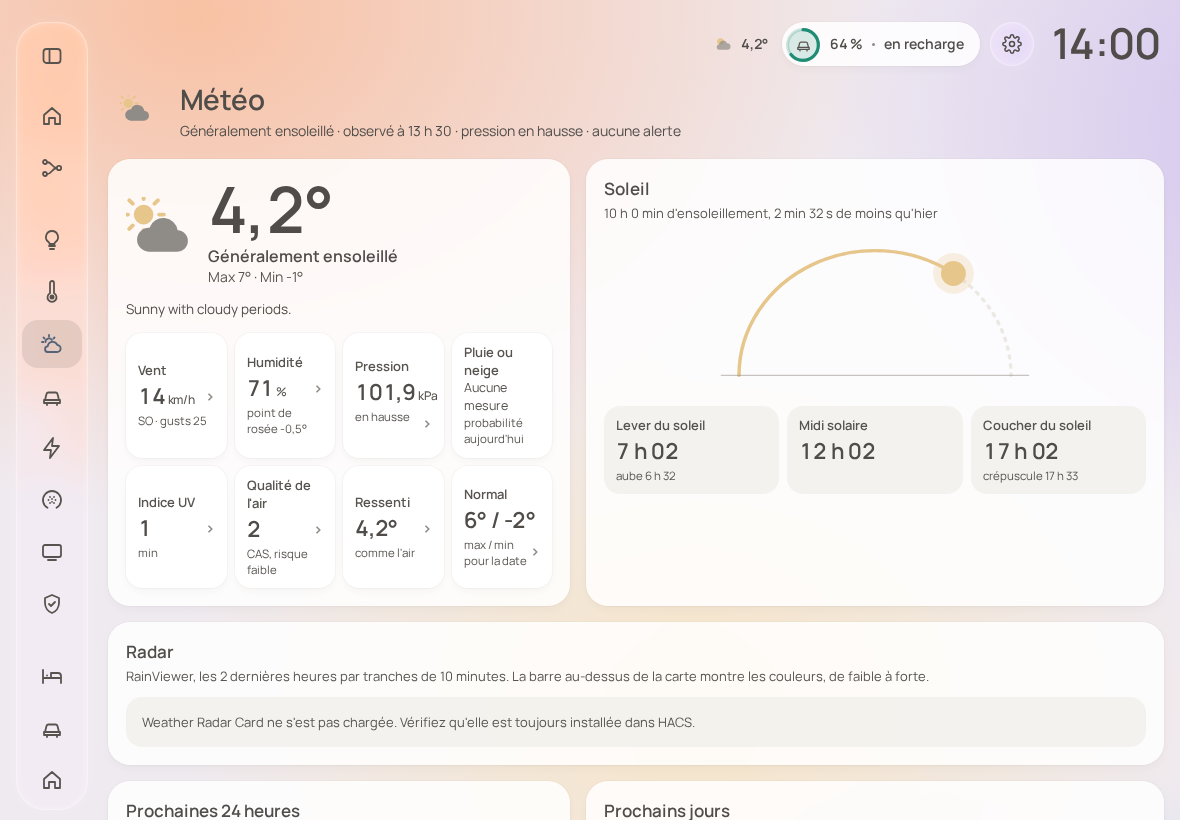 4,2°
64 % • en recharge
14:00
Météo
Généralement ensoleillé · observé à 13 h 30 · pression en hausse · aucune alerte
4,2°
Généralement ensoleillé
Max 7° · Min -1°
Sunny with cloudy periods.
Vent
14 km/h
SO · gusts 25
Humidité
71 %
point de
rosée -0,5°
Pression
101,9 kPa
en hausse
Pluie ou
neige
Aucune
mesure
probabilité
aujourd'hui
Indice UV
1
min
Qualité de
l'air
2
CAS, risque
faible
Ressenti
4,2°
comme l'air
Normal
6° / -2°
max / min
pour la date
Soleil
10 h 0 min d'ensoleillement, 2 min 32 s de moins qu'hier
Lever du soleil
7 h 02
aube 6 h 32
Midi solaire
12 h 02
Coucher du soleil
17 h 02
crépuscule 17 h 33
Radar
RainViewer, les 2 dernières heures par tranches de 10 minutes. La barre au-dessus de la carte montre les couleurs, de faible à forte.
Weather Radar Card ne s'est pas chargée. Vérifiez qu'elle est toujours installée dans HACS.
Prochaines 24 heures
Prochains jours